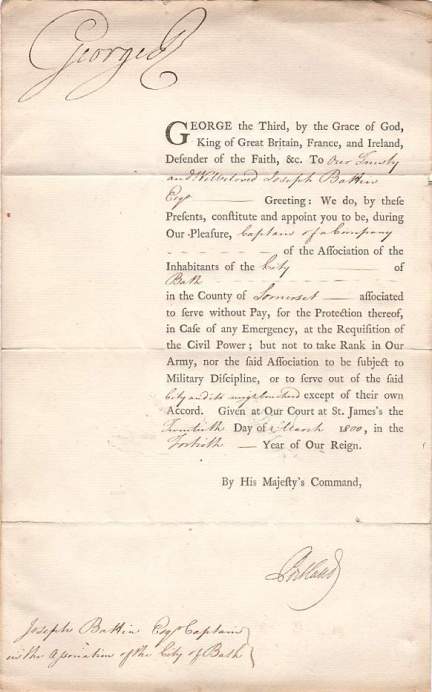 George R
GEORGE the Third, by the Grace of God,
King of Great Britain, France, and Ireland,
Defender of the Faith, &c. To Our Trusty
and Wellbeloved Joseph Battin
Esqr Greeting: We do, by theſe
Preſents, conſtitute and appoint you to be, during
Our Pleaſure, Captain of a Company
of the Aſſociation of the
Inhabitants of the City of
Bath
in the County of Somerset aſſociated
to ſerve without Pay, for the Protection thereof,
in Caſe of any Emergency, at the Requiſition of
the Civil Power; but not to take Rank in Our
Army, nor the ſaid Aſſociation to be ſubject to
Military Diſcipline, or to ſerve out of the ſaid
City and its except of their own
Accord. Given at Our Court at St. James's the
Twentieth Day of March 1800, in the
Fortieth Year of Our Reign.
By His Majeſty's Command,
Portland
Joseph Battin Esqr Captain
in the Association of the City of Bath